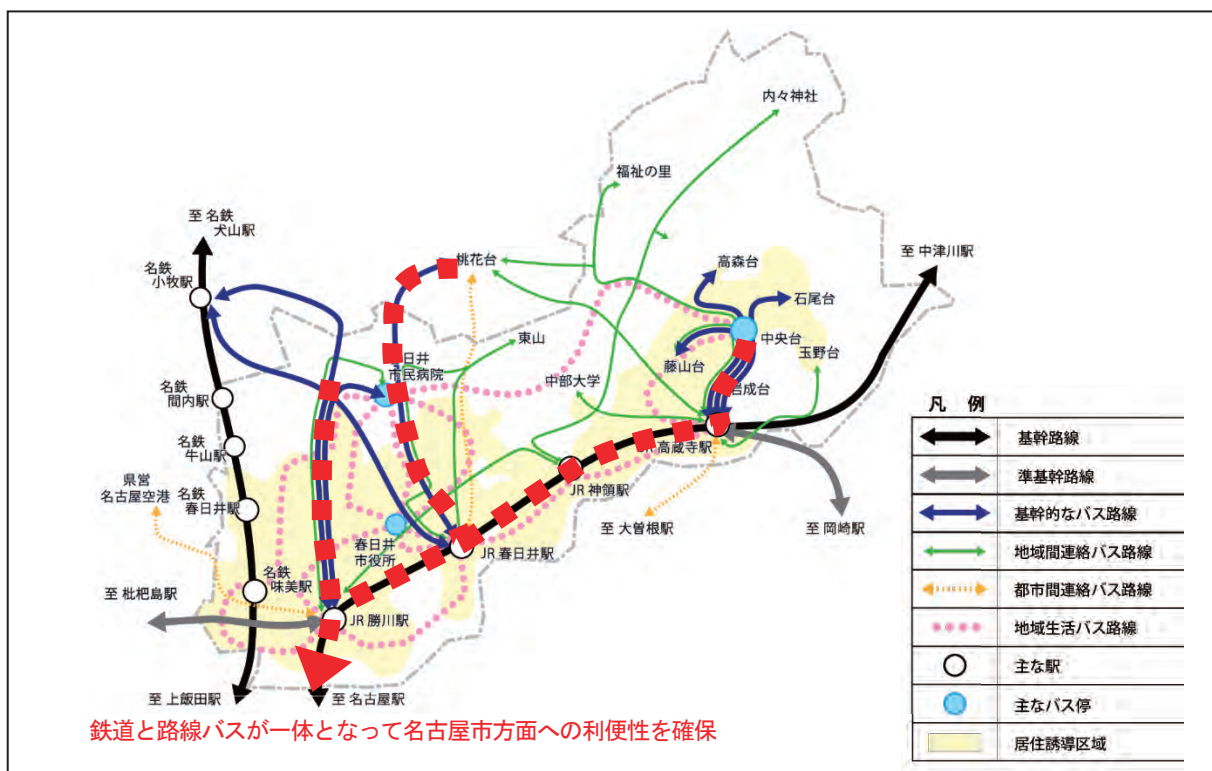 内々神社
福祉の里
至 名鉄
犬山駅
桃花台
高森台
至 中津川駅
名鉄
小牧駅
石尾台
中央台
東山
玉野台
日井
市民病院
藤山台
中部大学
岩成台
名鉄
間内駅
JR 高蔵寺駅
名鉄
牛山駅
県営
名古屋空港
JR 神領駅
名鉄
春日井駅
至 大曽根駅
至 岡崎駅
春日井
市役所
JR 春日井駅
名鉄
味美駅
至 枇杷島駅
JR 勝川駅
至 上飯田駅
至 名古屋駅
鉄道と路線バスが一体となって名古屋市方面への利便性を確保
凡 例
基幹路線
準基幹路線
基幹的なバス路線
地域間連絡バス路線
都市間連絡バス路線
地域生活バス路線
主な駅
主なバス停
居住誘導区域